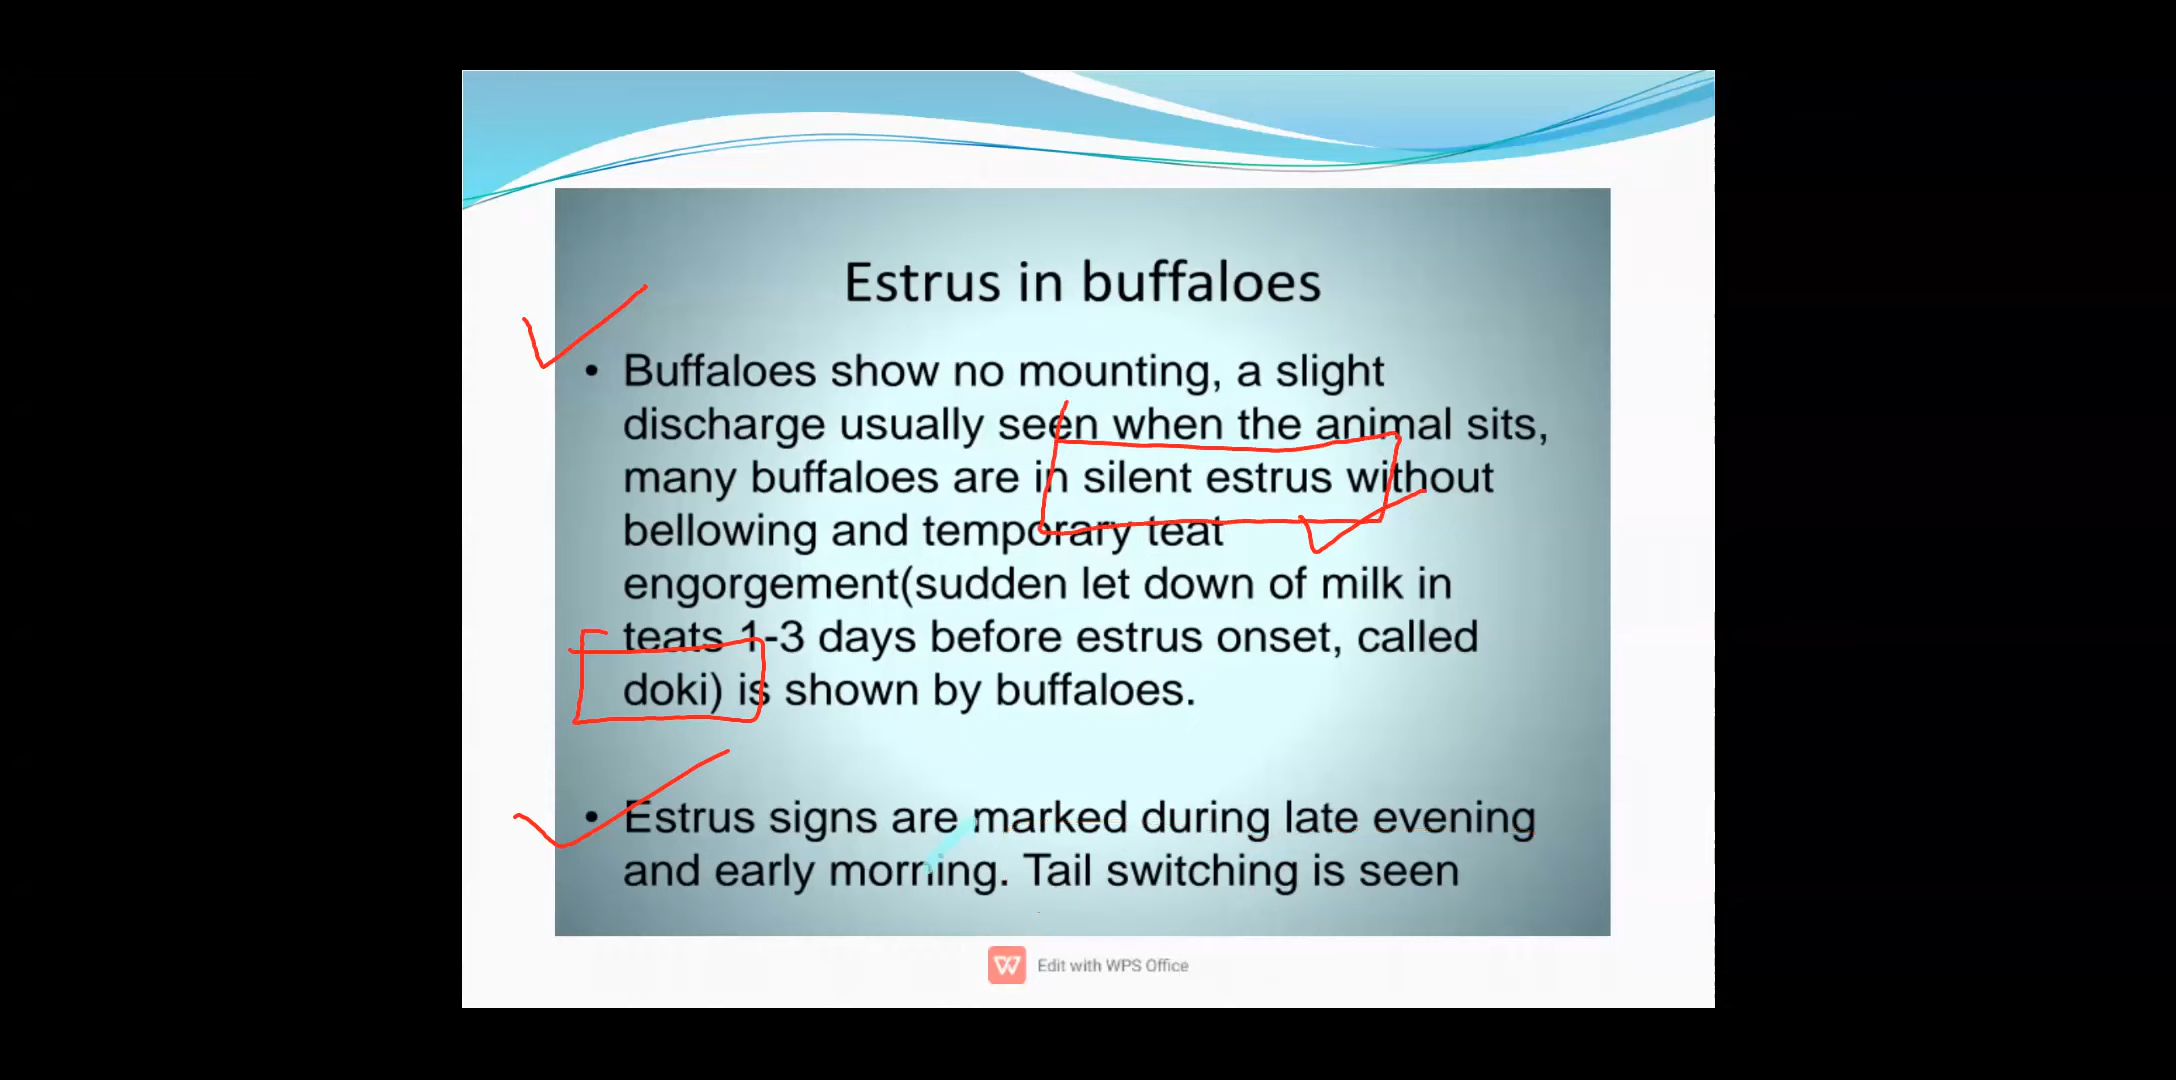 Estrus in buffaloes
• Buffaloes show no mounting, a slight
discharge usually seen when the animal sits,
many buffaloes are in silent estrus without
bellowing and temporary teat
engorgement(sudden let down of milk in
teats 1-3 days before estrus onset, called
doki) is shown by buffaloes.
• Estrus signs are marked during late evening
and early morning. Tail switching is seen
Edit with WPS Office